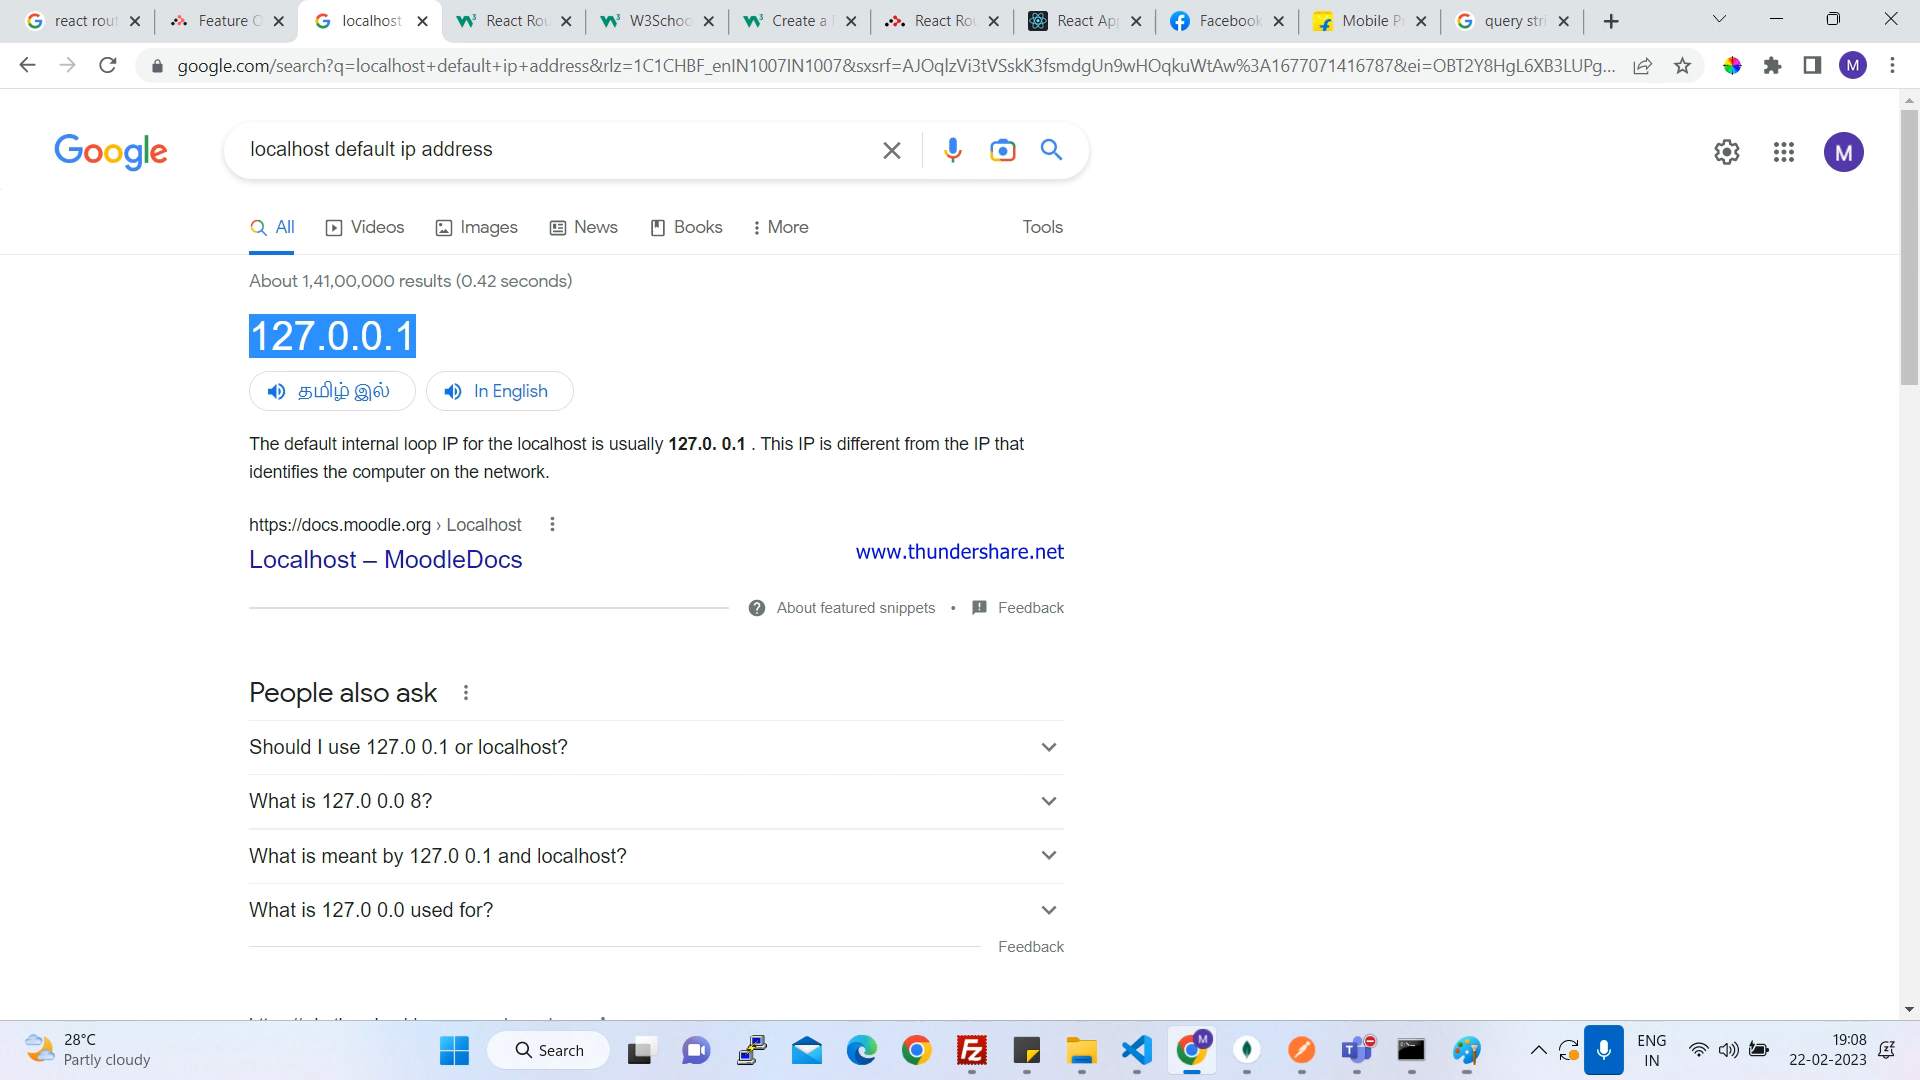 react rout
Feature O
localhost
React Rou
W3Schoo
Create a
React Rou
React App
Facebook
Mobile P
query stri
google.com/search?q=localhost+default+ip+address&rlz=1C1CHBF_enIN1007IN1007&sxsrf=AJOqlzVi3tVSskK3fsmdgUn9wHOqkuWtAw%3A1677071416787&ei=OBT2Y8HgL6XB3LUPg...
M
Google
localhost default ip address
M
All
Videos
Images
News
Books
More
Tools
About 1,41,00,000 results (0.42 seconds)
127.0.0.1
தமிழ் இல்
In English
The default internal loop IP for the localhost is usually 127.0. 0.1 . This IP is different from the IP that
identifies the computer on the network.
https://docs.moodle.org › Localhost
Localhost – MoodleDocs
www.thundershare.net
About featured snippets • Feedback
People also ask
Should I use 127.0 0.1 or localhost?
What is 127.0 0.0 8?
What is meant by 127.0 0.1 and localhost?
What is 127.0 0.0 used for?
Feedback
28°C
Partly cloudy
Search
M
ENG
IN
19:08
22-02-2023